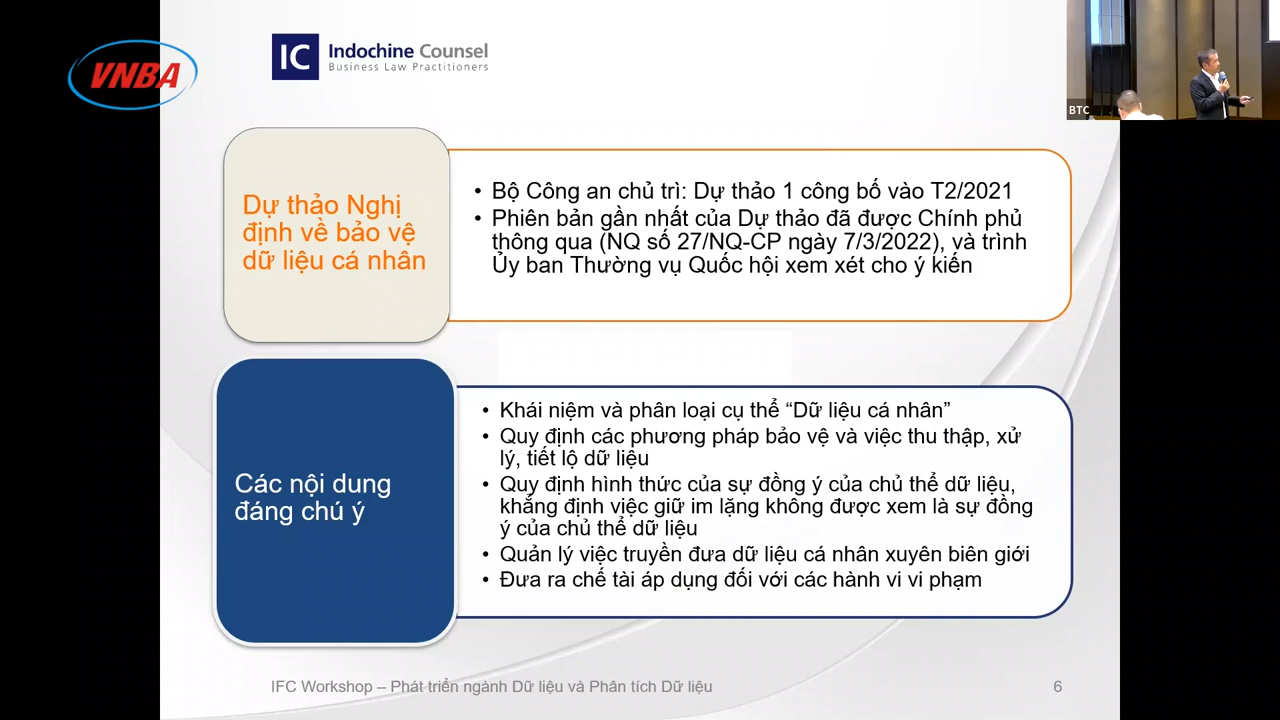 VNBA
IC Indochine Counsel
Business Law Practitioners
BTC
Dự thảo Nghị
định về bảo vệ
dữ liệu cá nhân
• Bộ Công an chủ trì: Dự thảo 1 công bố vào T2/2021
• Phiên bản gần nhất của Dự thảo đã được Chính phủ
thông qua (NQ số 27/NQ-CP ngày 7/3/2022), và trình
Ủy ban Thường vụ Quốc hội xem xét cho ý kiến
Các nội dung
đáng chú ý
• Khái niệm và phân loại cụ thể “Dữ liệu cá nhân”
• Quy định các phương pháp bảo vệ và việc thu thập, xử
lý, tiết lộ dữ liệu
• Quy định hình thức của sự đồng ý của chủ thể dữ liệu,
khẳng định việc giữ im lặng không được xem là sự đồng
ý của chủ thể dữ liệu
• Quản lý việc truyền đưa dữ liệu cá nhân xuyên biên giới
• Đưa ra chế tài áp dụng đối với các hành vi vi phạm
IFC Workshop – Phát triển ngành Dữ liệu và Phân tích Dữ liệu
6